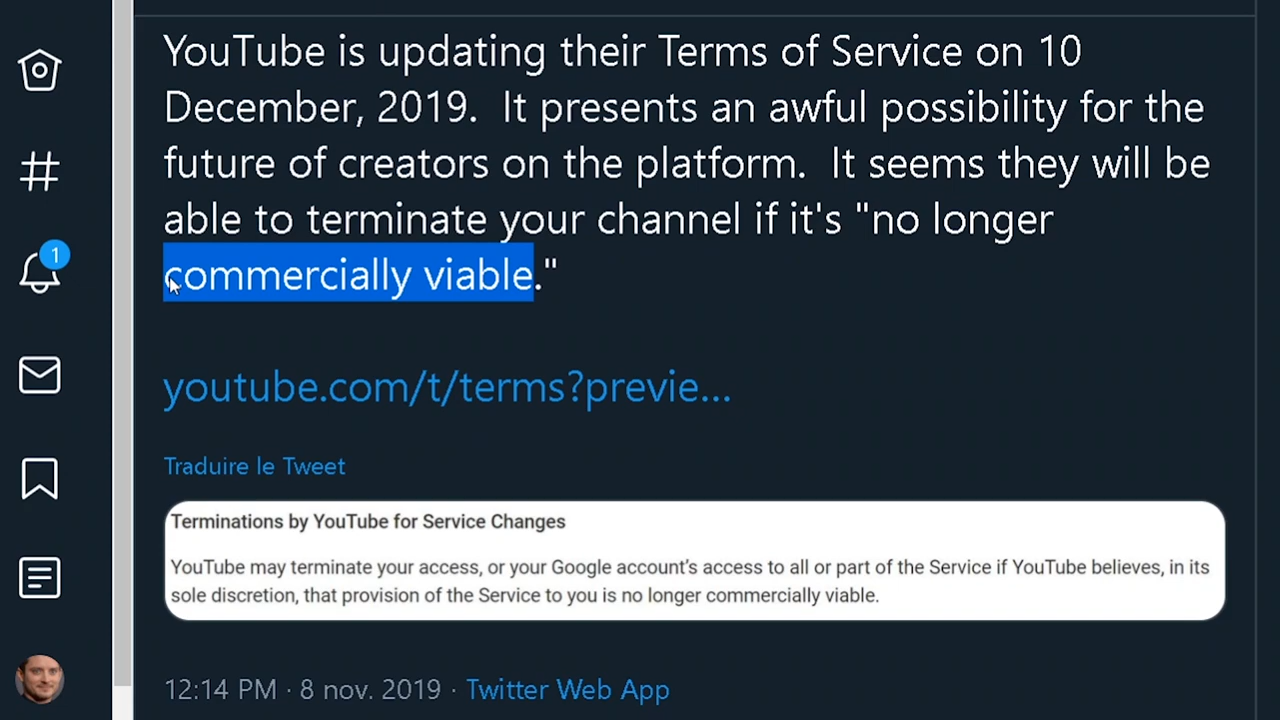 YouTube is updating their Terms of Service on 10
December, 2019.  It presents an awful possibility for the
future of creators on the platform.  It seems they will be
able to terminate your channel if it's "no longer
commercially viable."
youtube.com/t/terms?previe...
Traduire le Tweet
Terminations by YouTube for Service Changes
YouTube may terminate your access, or your Google account's access to all or part of the Service if YouTube believes, in its
sole discretion, that provision of the Service to you is no longer commercially viable.
12:14 PM · 8 nov. 2019 · Twitter Web App
1